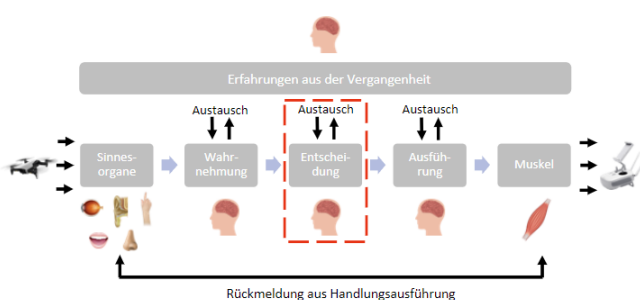 Erfahrungen aus der Vergangenheit
Austausch
Austausch
Austausch
Sinnes-
organe
Wahr-
nehmung
Entschei-
dung
Ausfüh-
rung
Muskel
Rückmeldung aus Handlungsausführung